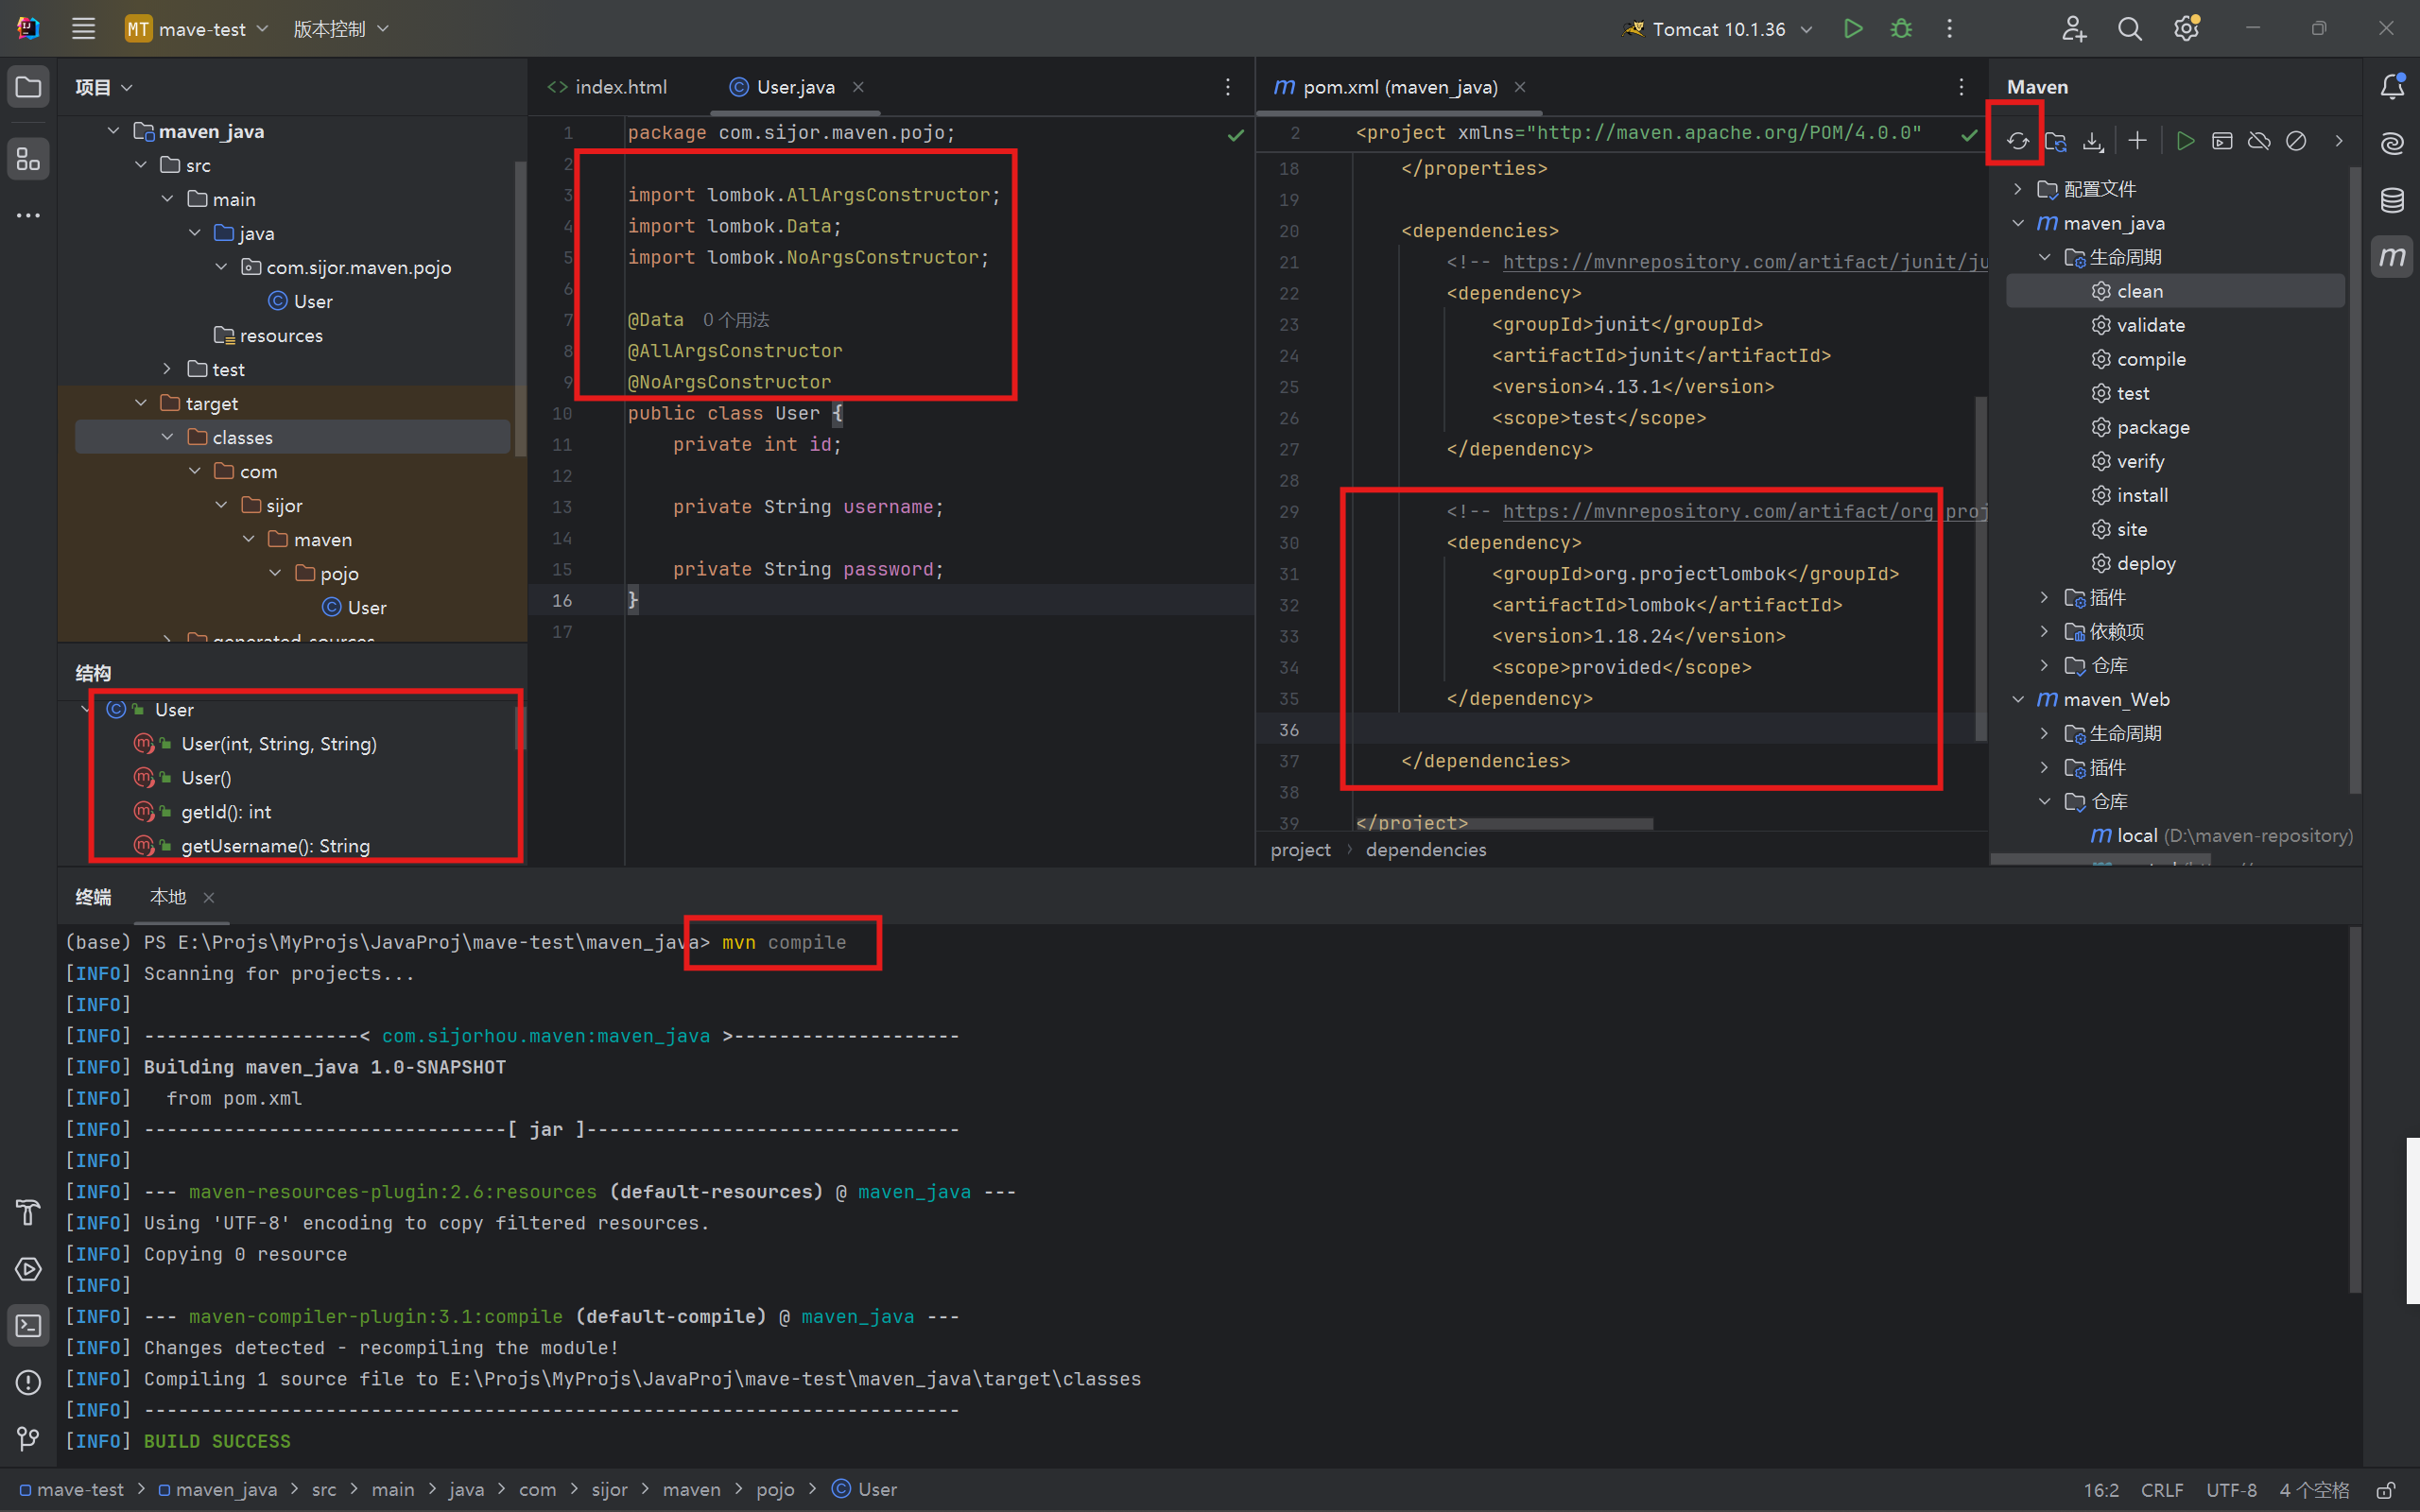 MT mave-test 版本控制 Tomcat 10.1.36
项目
maven_java
src
main
java
com.sijor.maven.pojo
User
resources
test
target
classes
com
sijor
maven
pojo
User
generated_sources
结构
User
User(int, String, String)
User()
getId(): int
getUsername(): String
index.html User.java
1 package com.sijor.maven.pojo;
2
3 import lombok.AllArgsConstructor;
4 import lombok.Data;
5 import lombok.NoArgsConstructor;
6
7 @Data 0 个用法
8 @AllArgsConstructor
9 @NoArgsConstructor
10 public class User {
11 private int id;
12
13 private String username;
14
15 private String password;
16 }
17
m pom.xml (maven_java)
2 <project xmlns="http://maven.apache.org/POM/4.0.0"
18 </properties>
19
20 <dependencies>
21 <!-- https://mvnrepository.com/artifact/junit/ju
22 <dependency>
23 <groupId>junit</groupId>
24 <artifactId>junit</artifactId>
25 <version>4.13.1</version>
26 <scope>test</scope>
27 </dependency>
28
29 <!-- https://mvnrepository.com/artifact/org.proj
30 <dependency>
31 <groupId>org.projectlombok</groupId>
32 <artifactId>lombok</artifactId>
33 <version>1.18.24</version>
34 <scope>provided</scope>
35 </dependency>
36
37 </dependencies>
38
39 </project>
project dependencies
Maven
配置文件
m maven_java
生命周期
clean
validate
compile
test
package
verify
install
site
deploy
插件
依赖项
仓库
m maven_Web
生命周期
插件
仓库
m local (D:\maven-repository)
m
终端 本地
(base) PS E:\Projs\MyProjs\JavaProj\mave-test\maven_java> mvn compile
[INFO] Scanning for projects...
[INFO]
[INFO] -------------------< com.sijorhou.maven:maven_java >--------------------
[INFO] Building maven_java 1.0-SNAPSHOT
[INFO] from pom.xml
[INFO] --------------------------------[ jar ]---------------------------------
[INFO]
[INFO] --- maven-resources-plugin:2.6:resources (default-resources) @ maven_java ---
[INFO] Using 'UTF-8' encoding to copy filtered resources.
[INFO] Copying 0 resource
[INFO]
[INFO] --- maven-compiler-plugin:3.1:compile (default-compile) @ maven_java ---
[INFO] Changes detected - recompiling the module!
[INFO] Compiling 1 source file to E:\Projs\MyProjs\JavaProj\mave-test\maven_java\target\classes
[INFO] ------------------------------------------------------------------------
[INFO] BUILD SUCCESS
mave-test > maven_java > src > main > java > com > sijor > maven > pojo > User 16:2 CRLF UTF-8 4 个空格